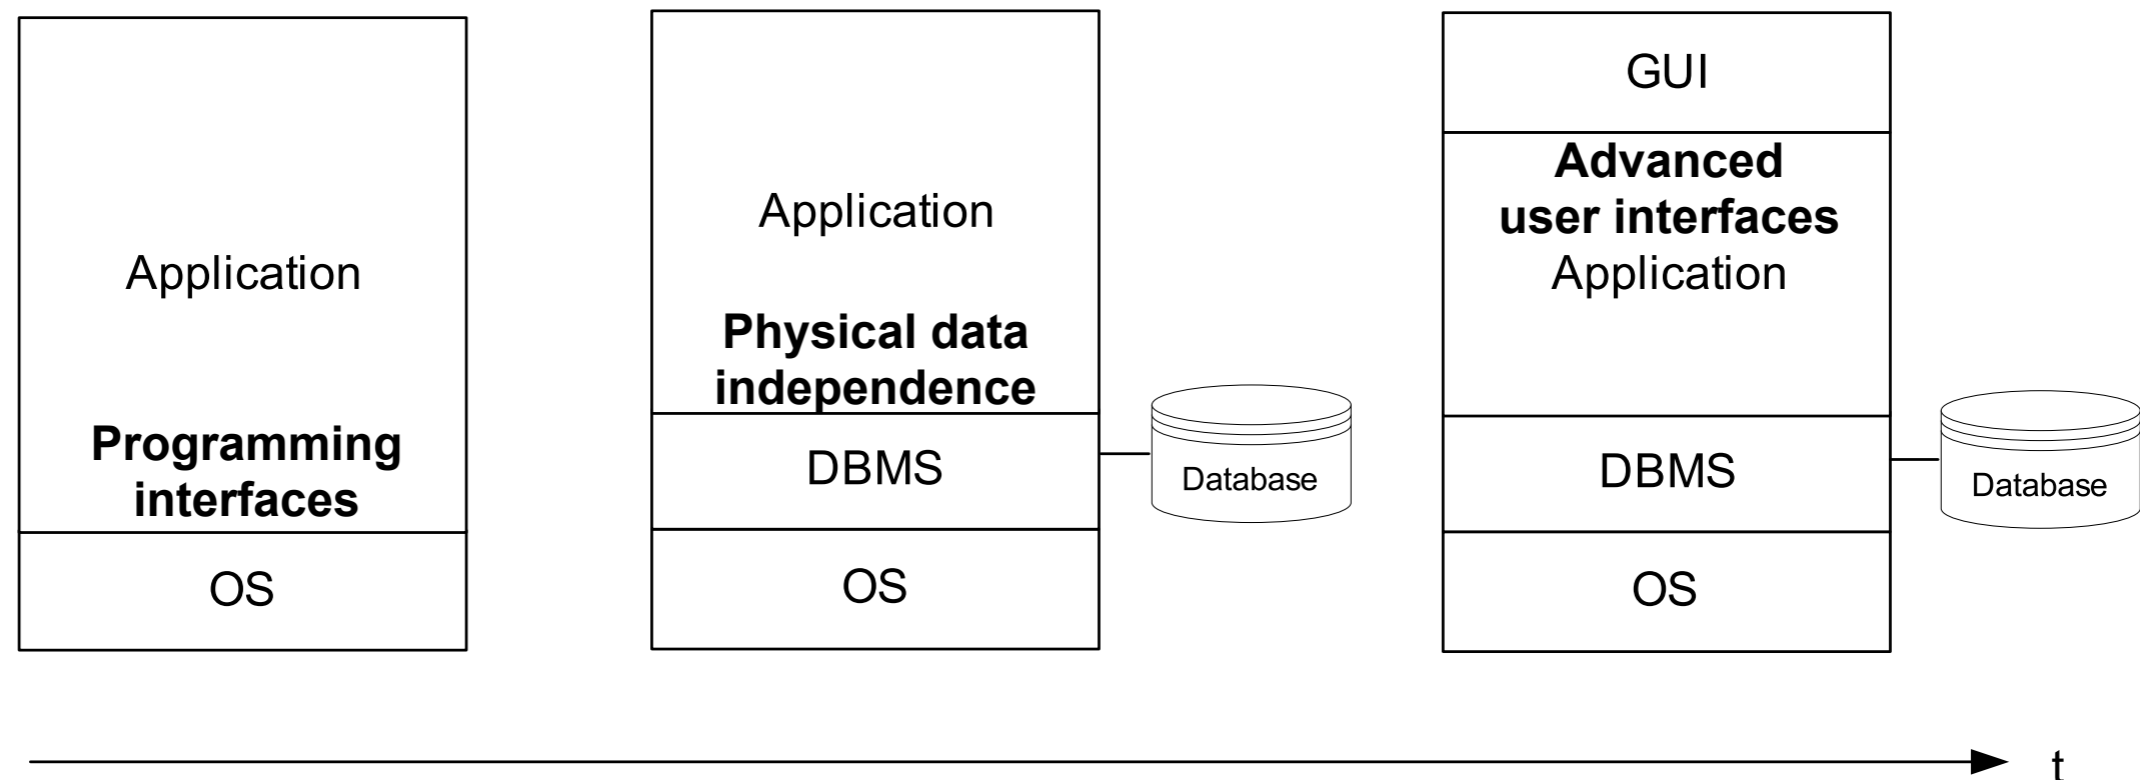 Application
Programming
interfaces
OS
Application
Physical data
independence
DBMS
OS
Database
GUI
Advanced
user interfaces
Application
DBMS
OS
Database
t